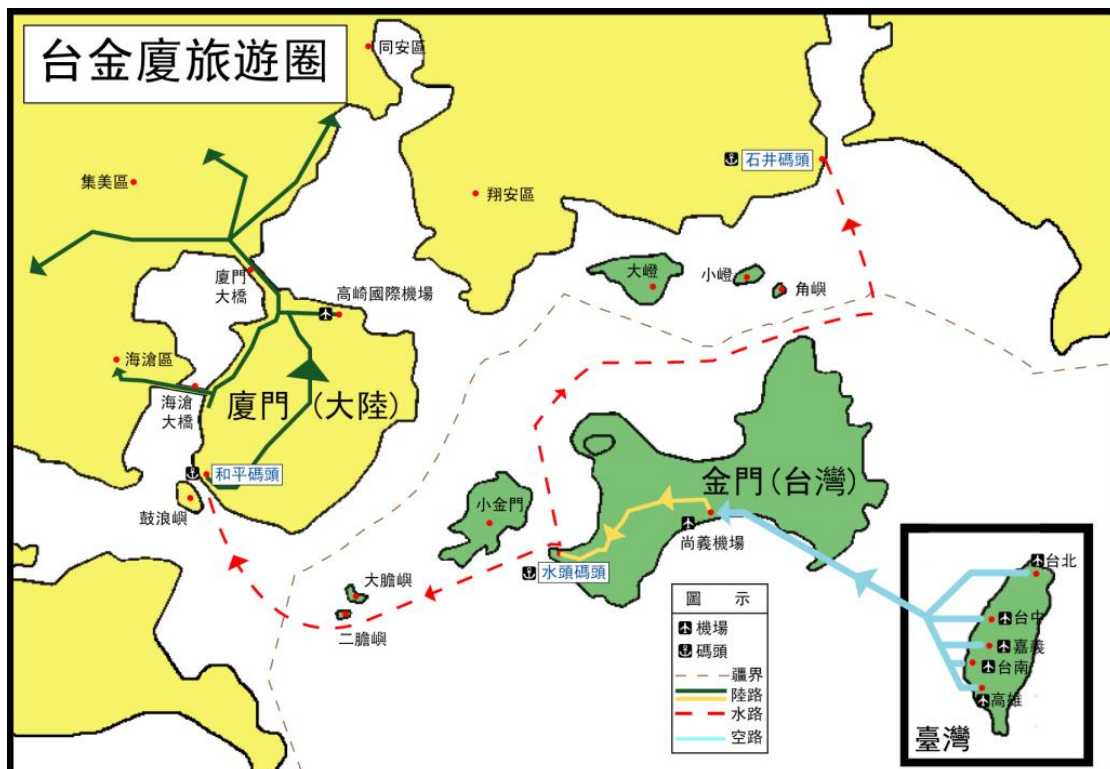 台金廈旅遊圈
同安區
石井碼頭
集美區
翔安區
大嶝
小嶝
角嶼
廈門
大橋
高崎國際機場
海滄區
海滄
大橋
廈門（大陸）
和平碼頭
鼓浪嶼
小金門
金門（台灣）
尚義機場
水頭碼頭
大膽嶼
二膽嶼
圖 示
機場
碼頭
疆界
陸路
水路
空路
台北
台中
嘉義
台南
高雄
臺灣